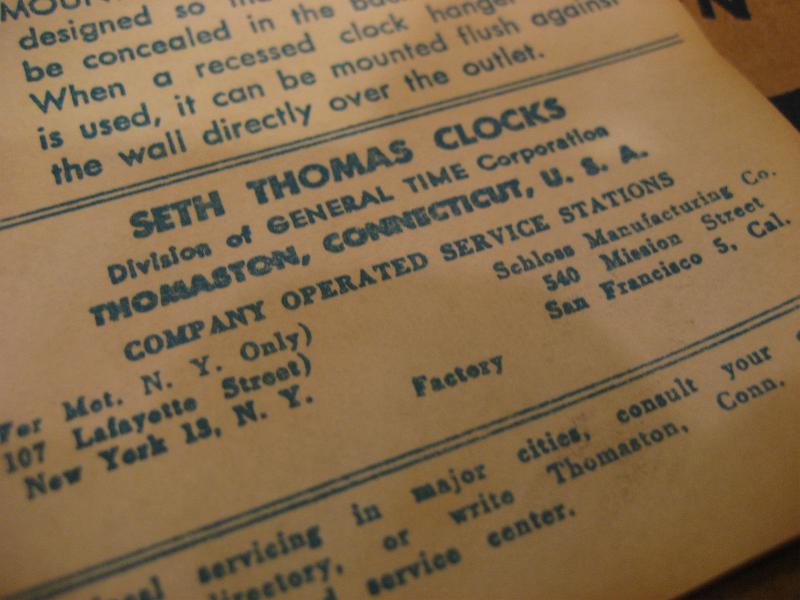 designed so
be concealed in the
When a recessed clock hanger
is used, it can be mounted flush against
the wall directly over the outlet.
SETH THOMAS CLOCKS
Division of GENERAL TIME Corporation
THOMASTON, CONNECTICUT, U. S. A.
COMPANY OPERATED SERVICE STATIONS
For Met. N. Y. Only)
107 Lafayette Street)
New York 13, N. Y.
Factory
Schloss Manufacturing Co.
540 Mission Street
San Francisco 5, Cal.
servicing in major cities, consult your
directory, or write Thomaston, Conn.
service center.